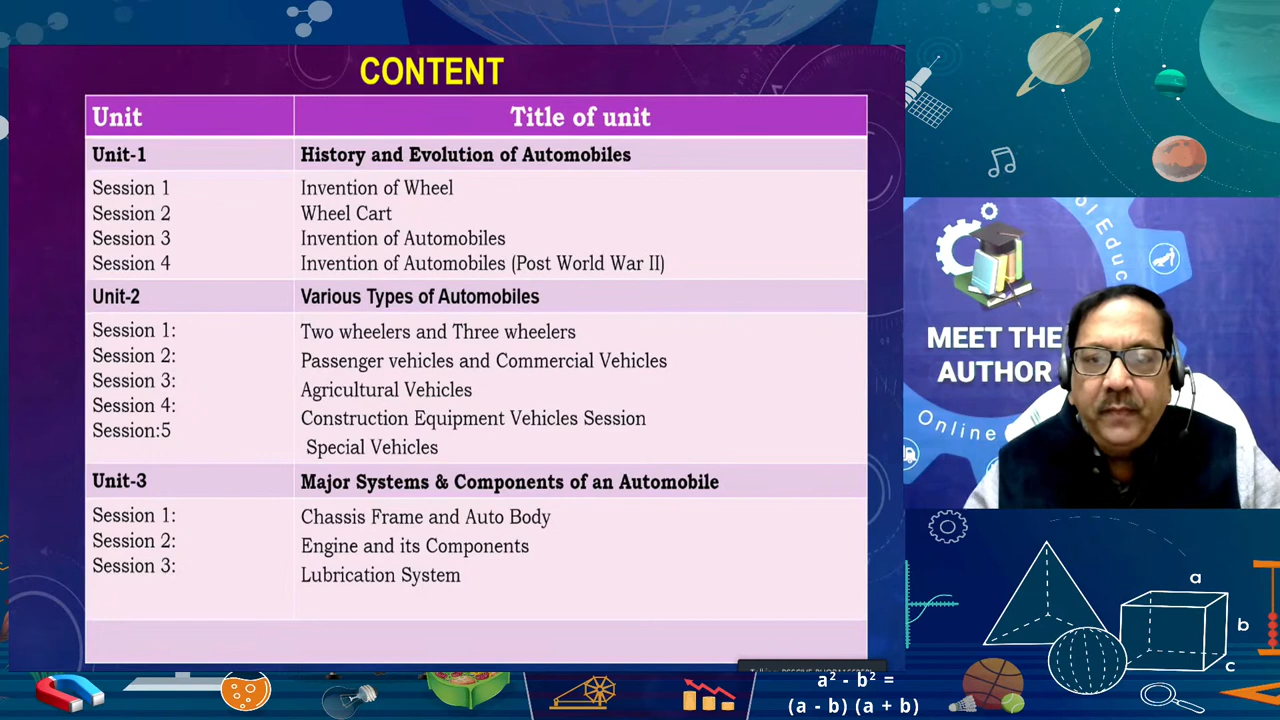 CONTENT
Unit Title of unit
Unit-1 History and Evolution of Automobiles
Session 1 Invention of Wheel
Session 2 Wheel Cart
Session 3 Invention of Automobiles
Session 4 Invention of Automobiles (Post World War II)
Unit-2 Various Types of Automobiles
Session 1: Two wheelers and Three wheelers
Session 2: Passenger vehicles and Commercial Vehicles
Session 3: Agricultural Vehicles
Session 4: Construction Equipment Vehicles Session
Session:5 Special Vehicles
Unit-3 Major Systems & Components of an Automobile
Session 1: Chassis Frame and Auto Body
Session 2: Engine and its Components
Session 3: Lubrication System
MEET THE
AUTHOR
Online
a
b
c
a² - b² =
(a - b) (a + b)